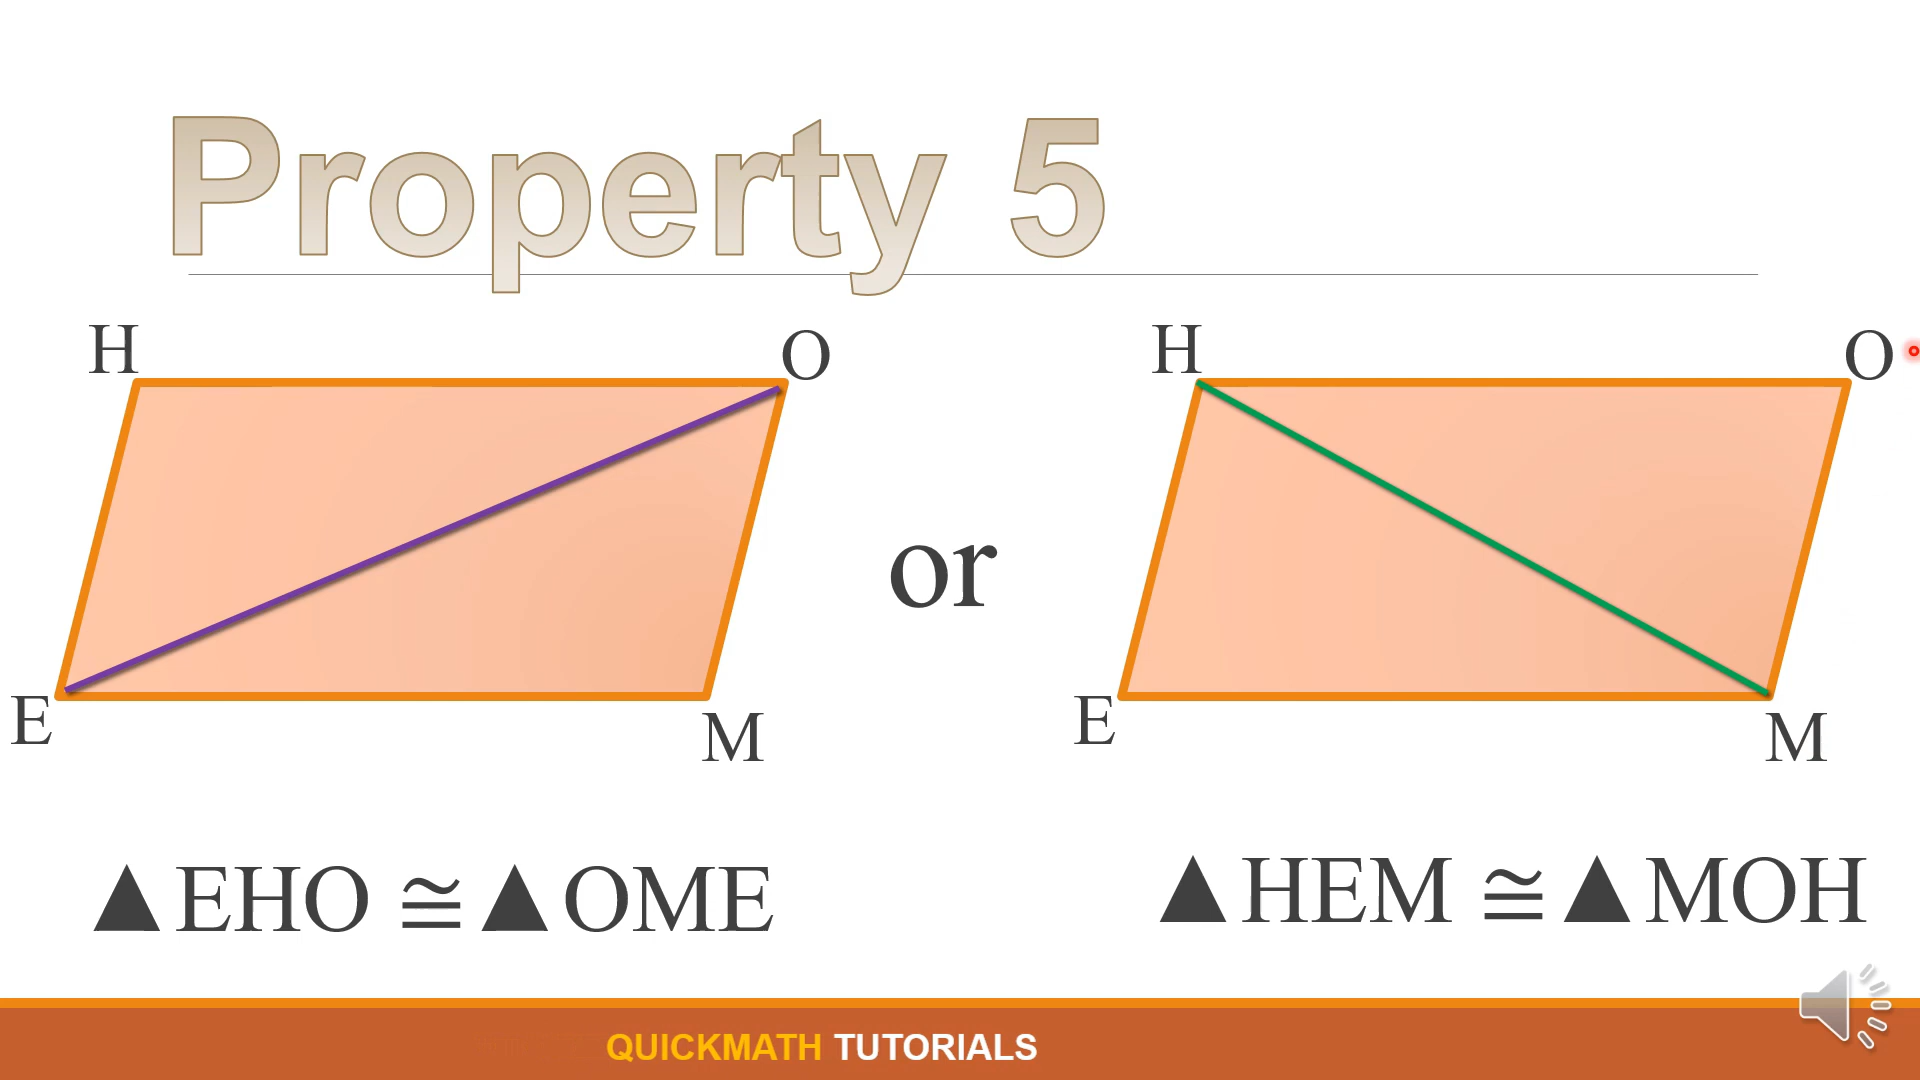 Property 5
H
O
H
O
or
E
M
E
M
▲EHO ≅ ▲OME
▲HEM ≅ ▲MOH
QUICKMATH TUTORIALS